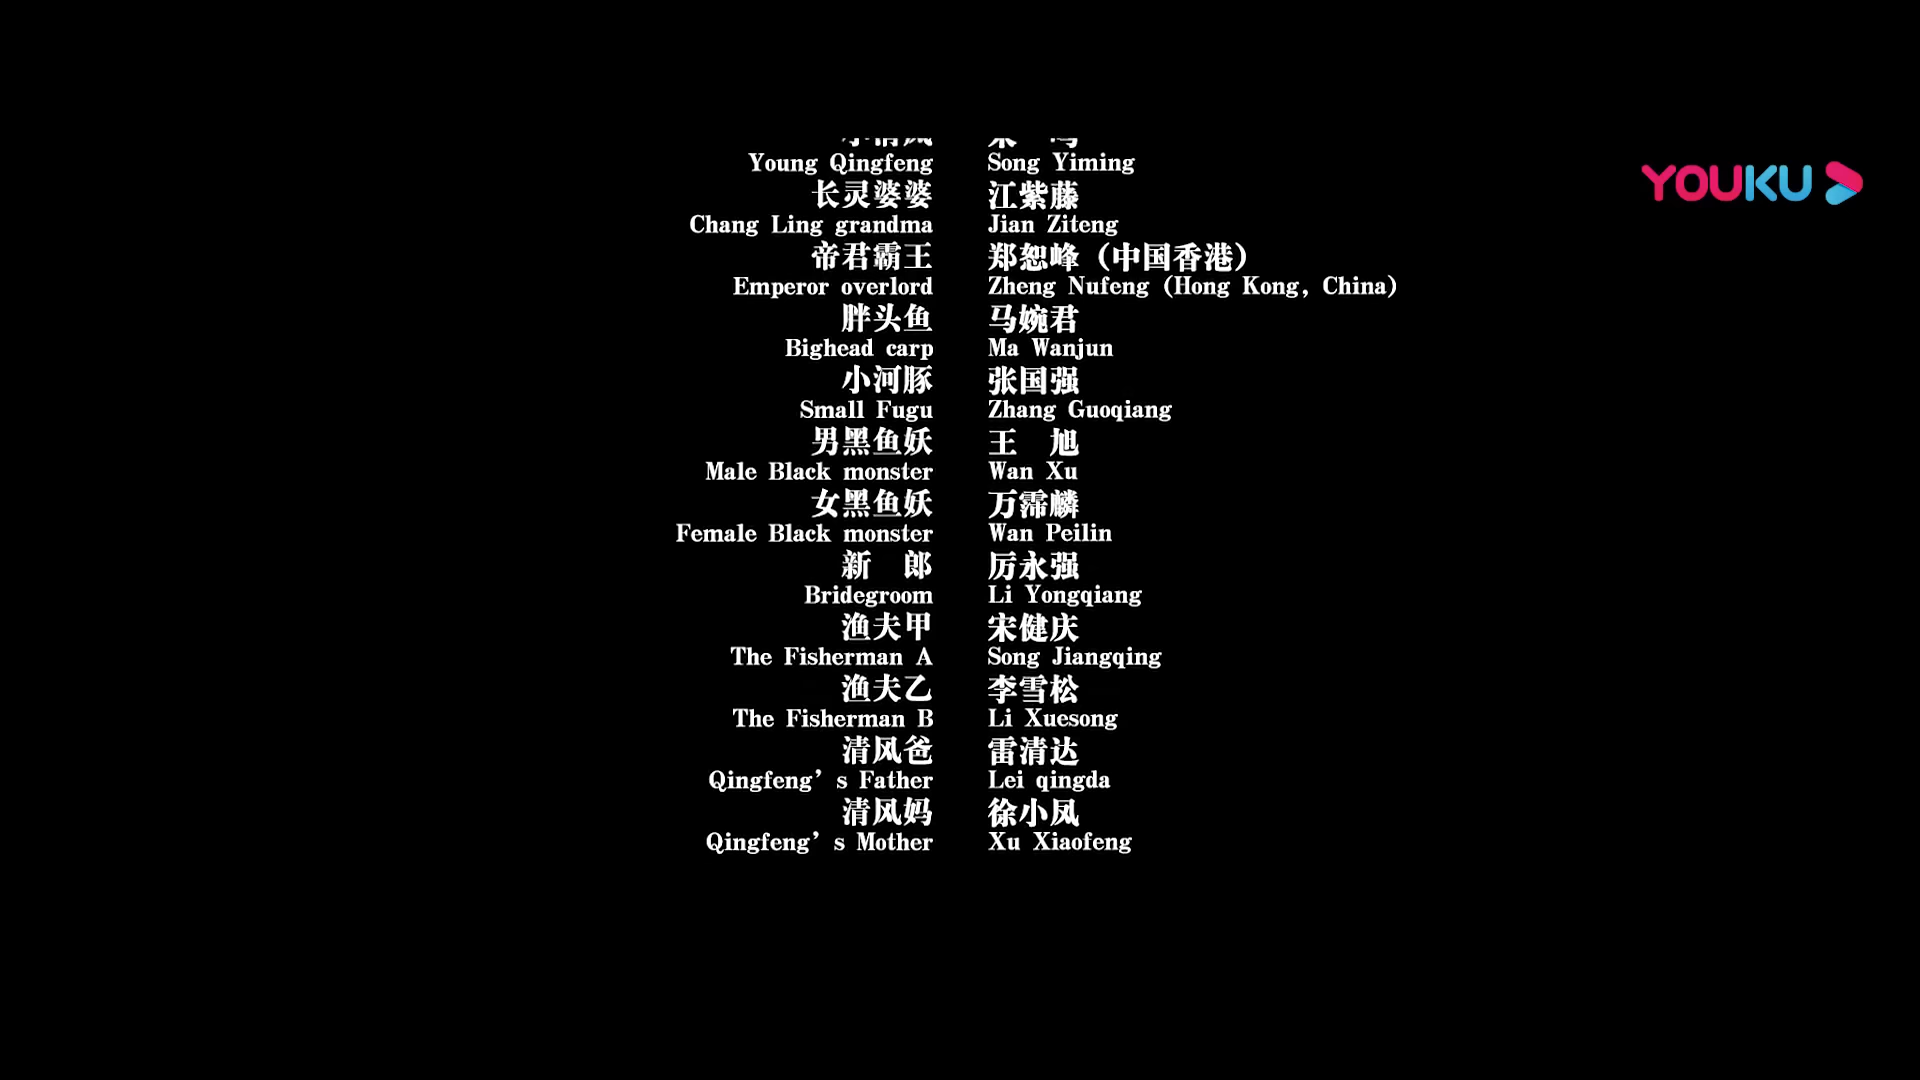 Young Qingfeng Song Yiming
YOUKU
长灵婆婆 江紫藤
Chang Ling grandma Jian Ziteng
帝君霸王 郑恕峰（中国香港）
Emperor overlord Zheng Nufeng (Hong Kong, China)
胖头鱼 马婉君
Bighead carp Ma Wanjun
小河豚 张国强
Small Fugu Zhang Guoqiang
男黑鱼妖 王 旭
Male Black monster Wan Xu
女黑鱼妖 万霈麟
Female Black monster Wan Peilin
新 郎 厉永强
Bridegroom Li Yongqiang
渔夫甲 宋健庆
The Fisherman A Song Jiangqing
渔夫乙 李雪松
The Fisherman B Li Xuesong
清风爸 雷清达
Qingfeng’s Father Lei qingda
清风妈 徐小凤
Qingfeng’s Mother Xu Xiaofeng